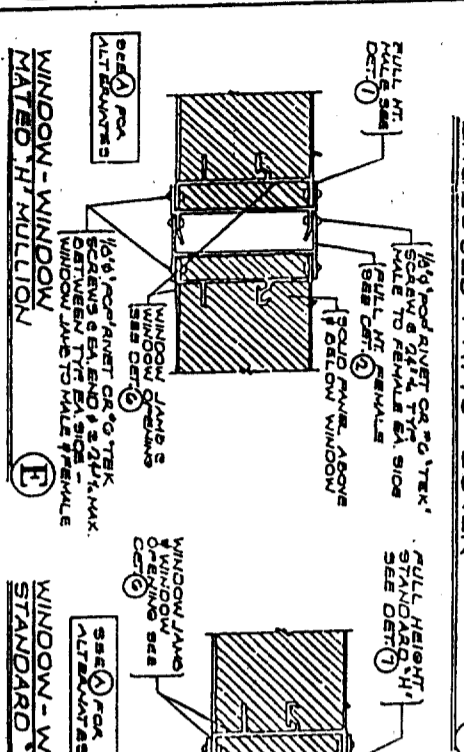 FULL HT.
MALE SEE
DET. 1
1/8"Ø POP RIVET OR #6 'TEK'
SCREW @ 24" % TYP
MALE TO FEMALE EA. SIDE
FULL HT. FEMALE
SEE DET. 2
SOLID PANEL ABOVE
& BELOW WINDOW
SEE A FOR
ALTERNATES
WINDOW JAMB @
WINDOW OPENING
SEE DET. 6
1/8"Ø POP RIVET OR #6 TEK
SCREWS @ EA. END & @ 24" % MAX.
BETWEEN TYP EA. SIDE -
WINDOW JAMB TO MALE & FEMALE
WINDOW - WINDOW
MATED 'H' MULLION
E
FULL HEIGHT
STANDARD 'H'
SEE DET. 7
WINDOW JAMB
@ WINDOW
OPENING SEE
DET. 6
SEE A FOR
ALTERNATES
WINDOW - W
STANDARD